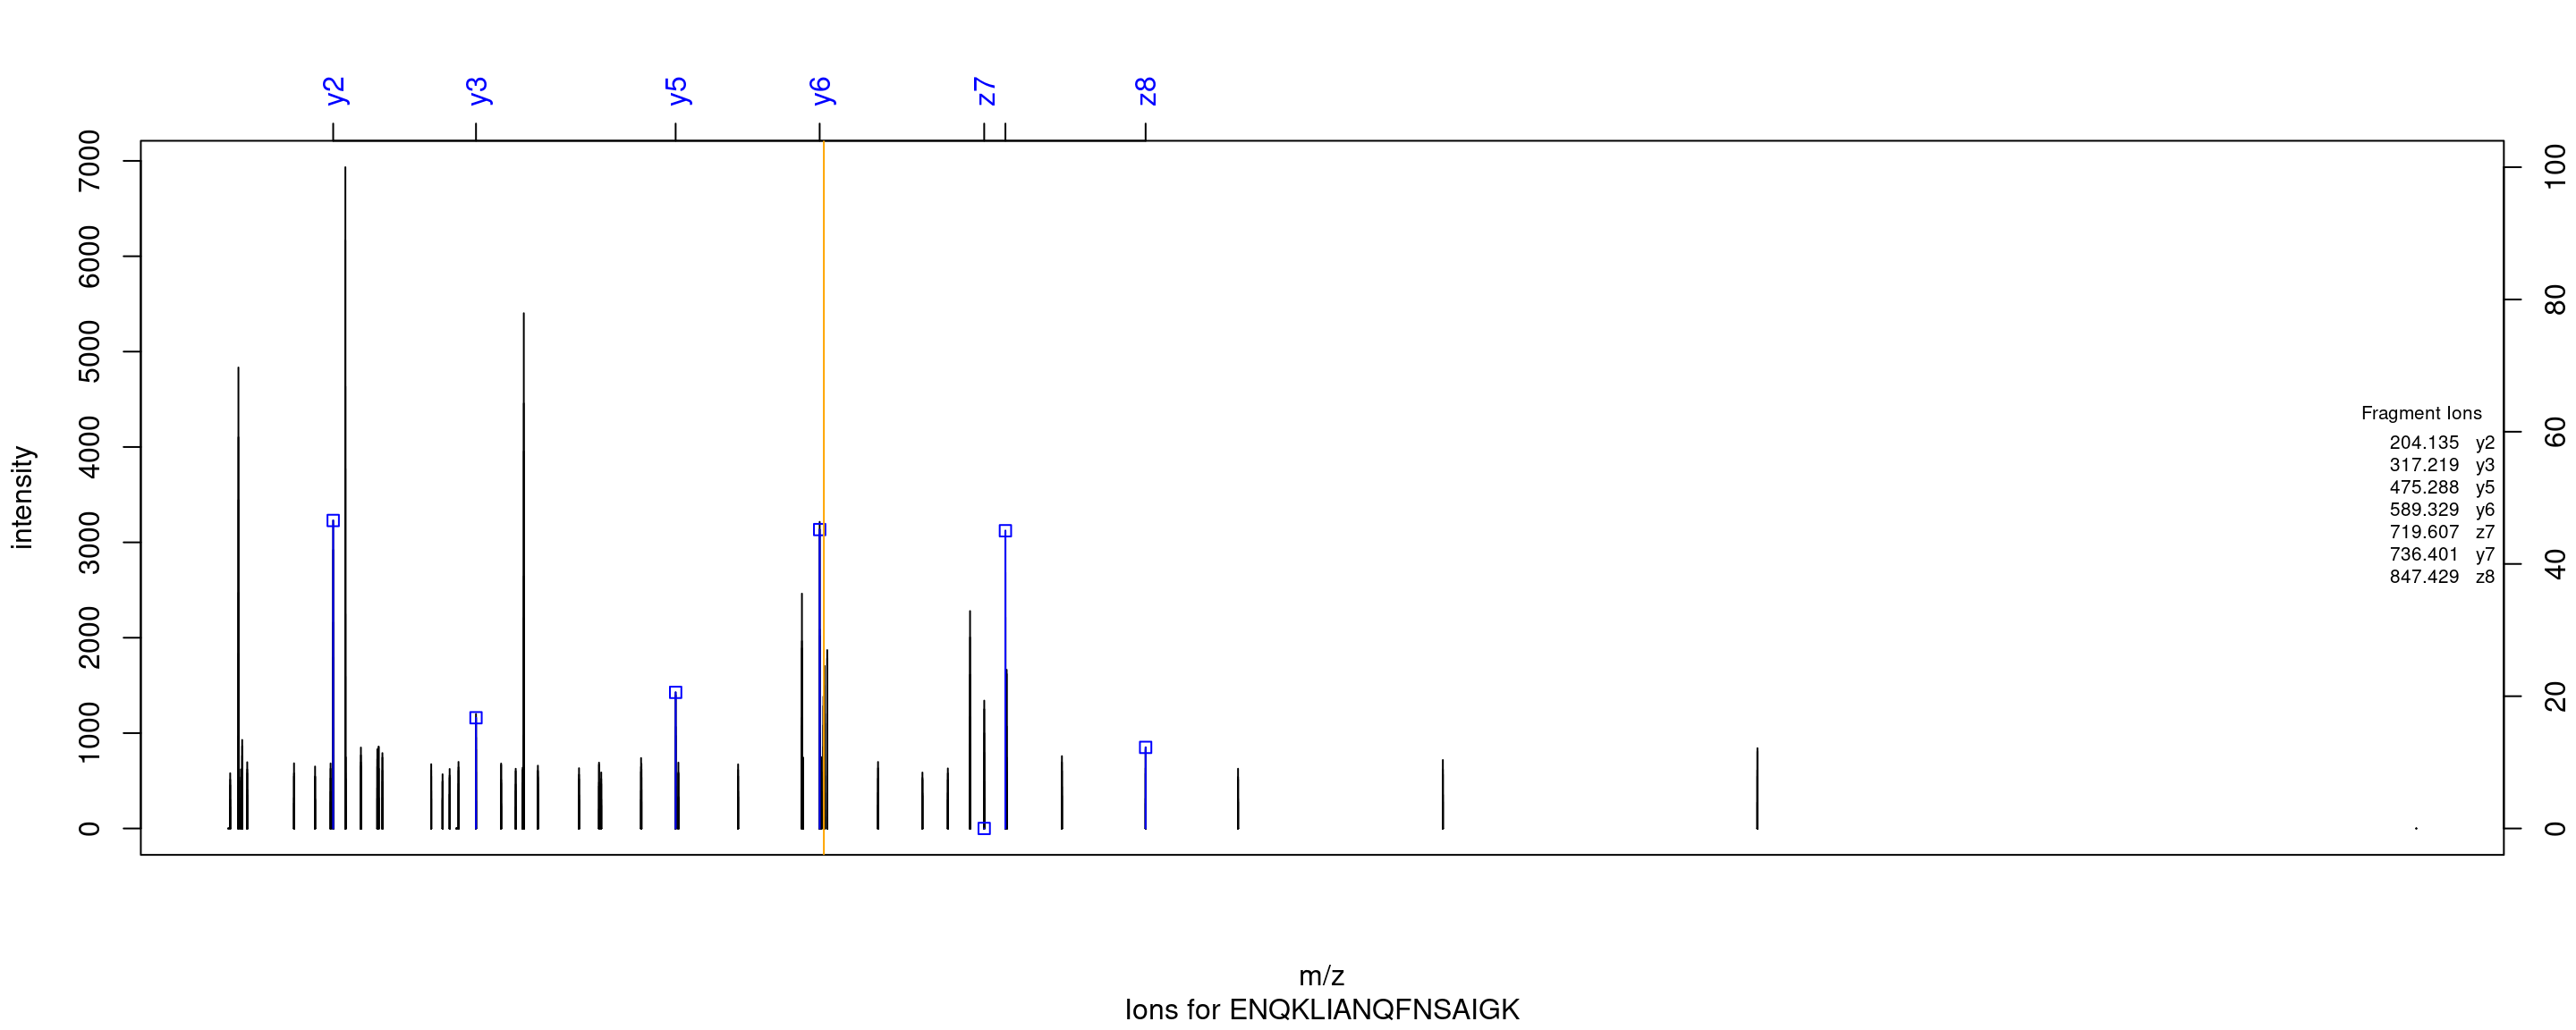 y2 y3 y5 y6 z7 z8
7000
6000
5000
4000
3000
2000
1000
0
intensity
100
80
60
40
20
0
Fragment Ions
204.135 y2
317.219 y3
475.288 y5
589.329 y6
719.607 z7
736.401 y7
847.429 z8
m/z
Ions for ENQKLIANQFNSAIGK